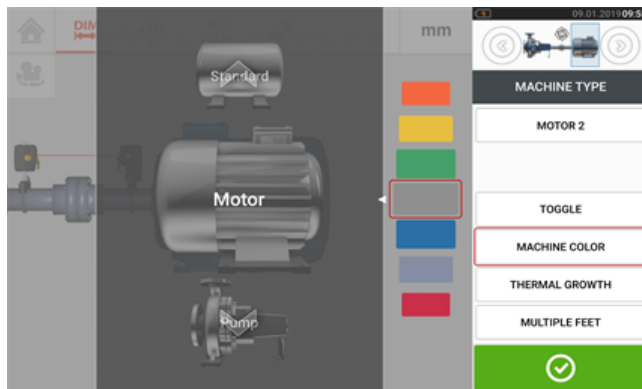 09.01.2019 09:5
DIM
mm
Standard
Motor
Pump
MACHINE TYPE
MOTOR 2
TOGGLE
MACHINE COLOR
THERMAL GROWTH
MULTIPLE FEET